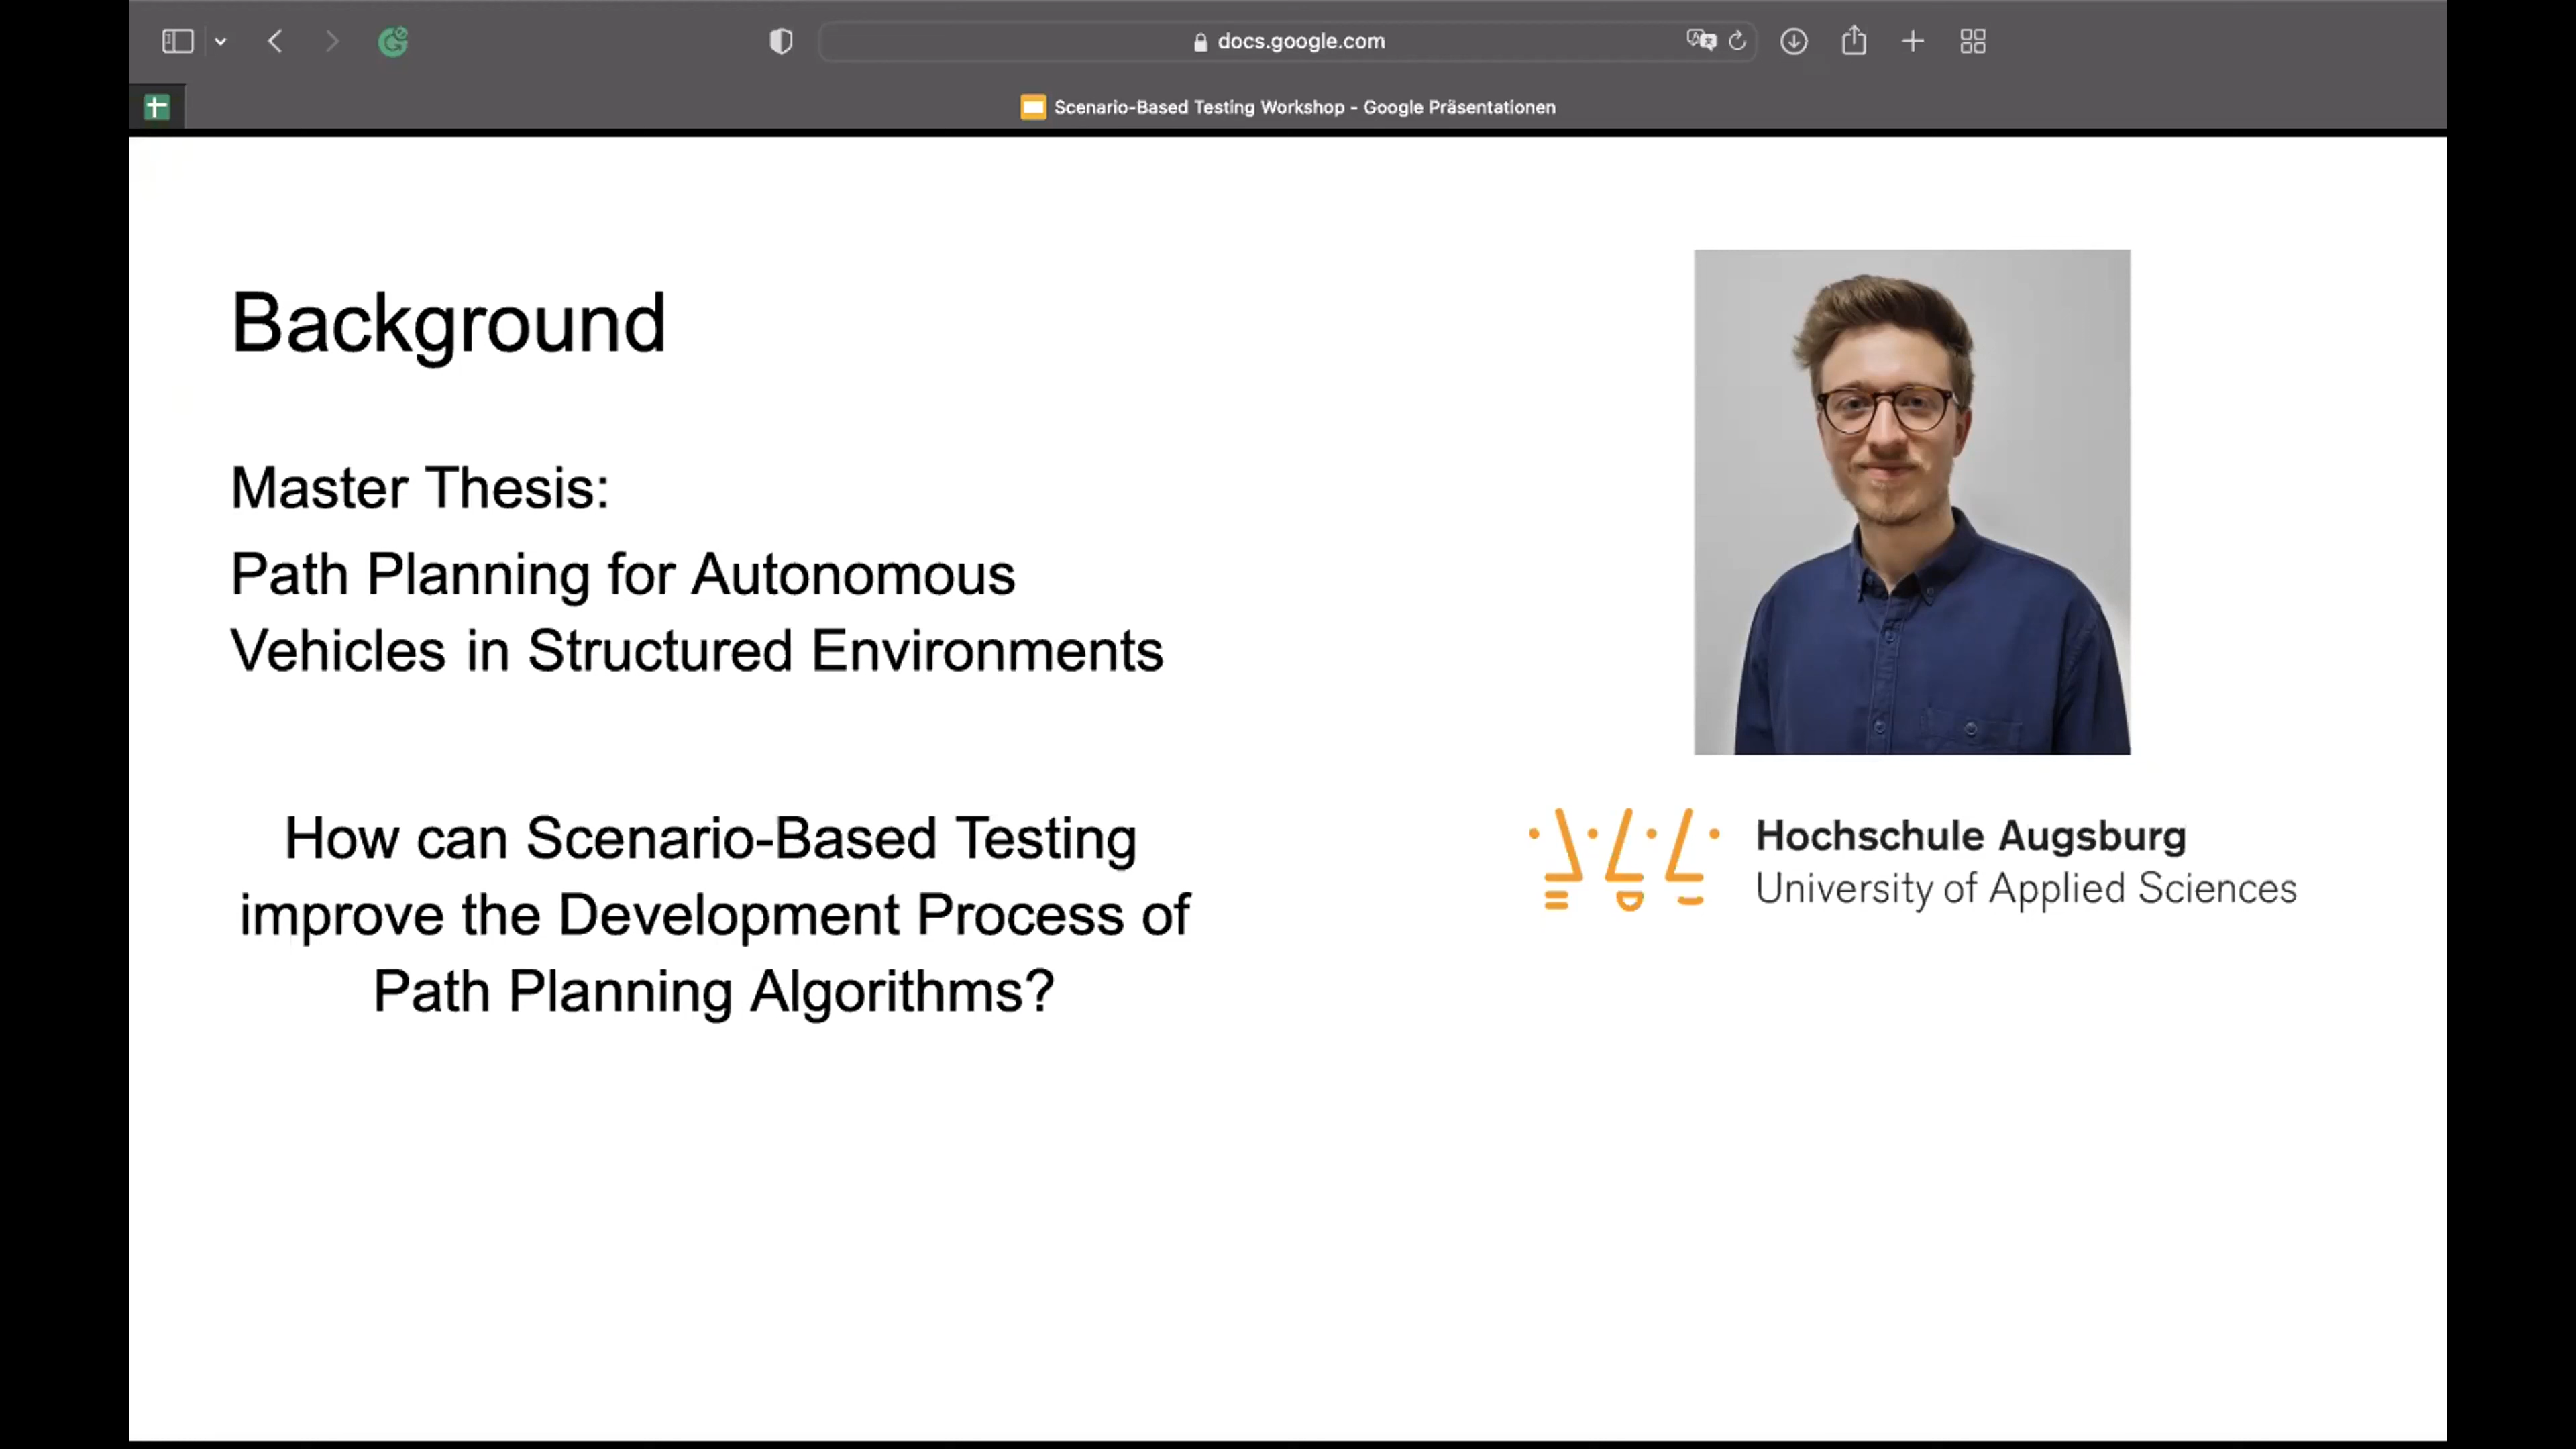 docs.google.com
Scenario-Based Testing Workshop - Google Präsentationen
Background
Master Thesis:
Path Planning for Autonomous
Vehicles in Structured Environments
How can Scenario-Based Testing
improve the Development Process of
Path Planning Algorithms?
Hochschule Augsburg
University of Applied Sciences